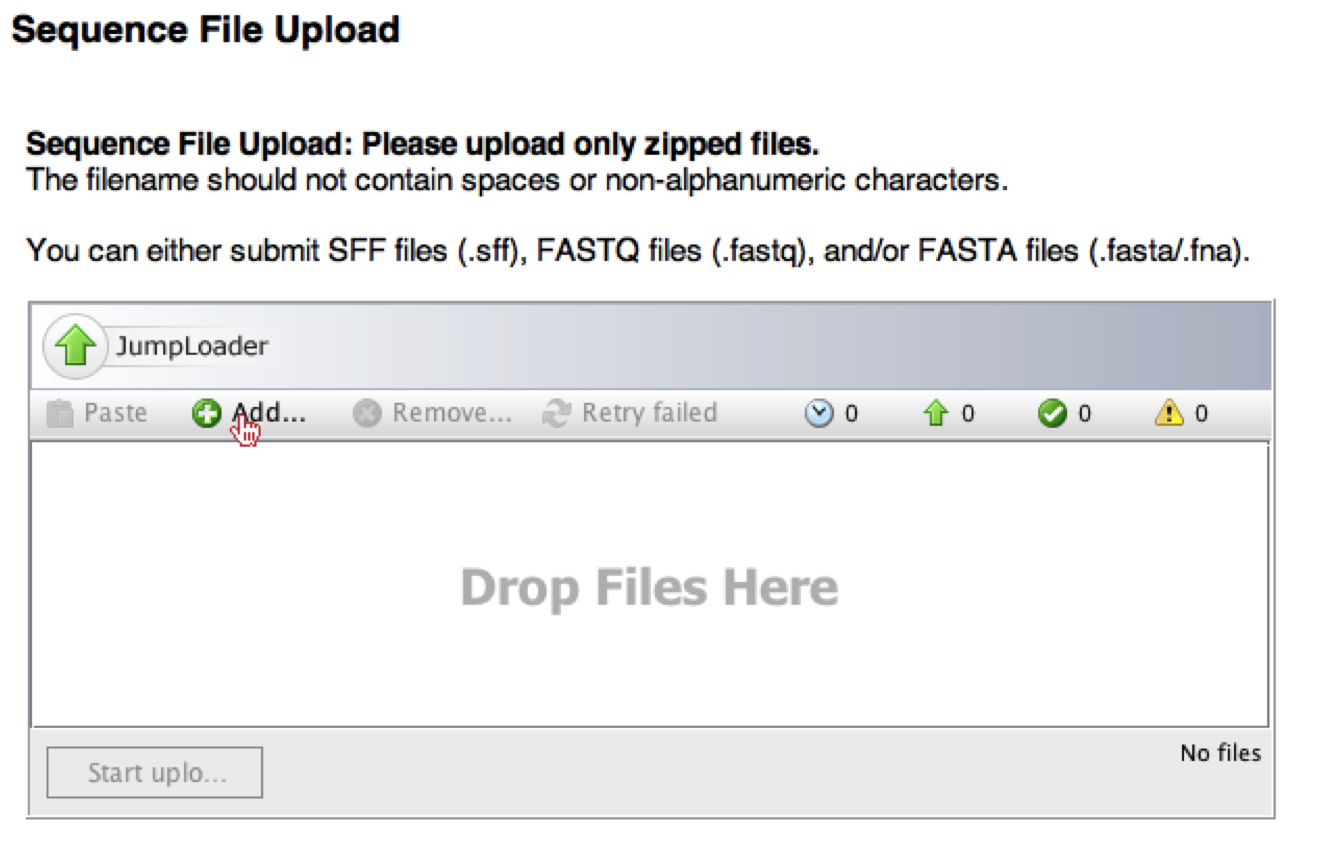 Sequence File Upload
Sequence File Upload: Please upload only zipped files.
The filename should not contain spaces or non-alphanumeric characters.
You can either submit SFF files (.sff), FASTQ files (.fastq), and/or FASTA files (.fasta/.fna).
JumpLoader
Paste Add... Remove... Retry failed 0 0 0 0
Drop Files Here
No files
Start uplo...